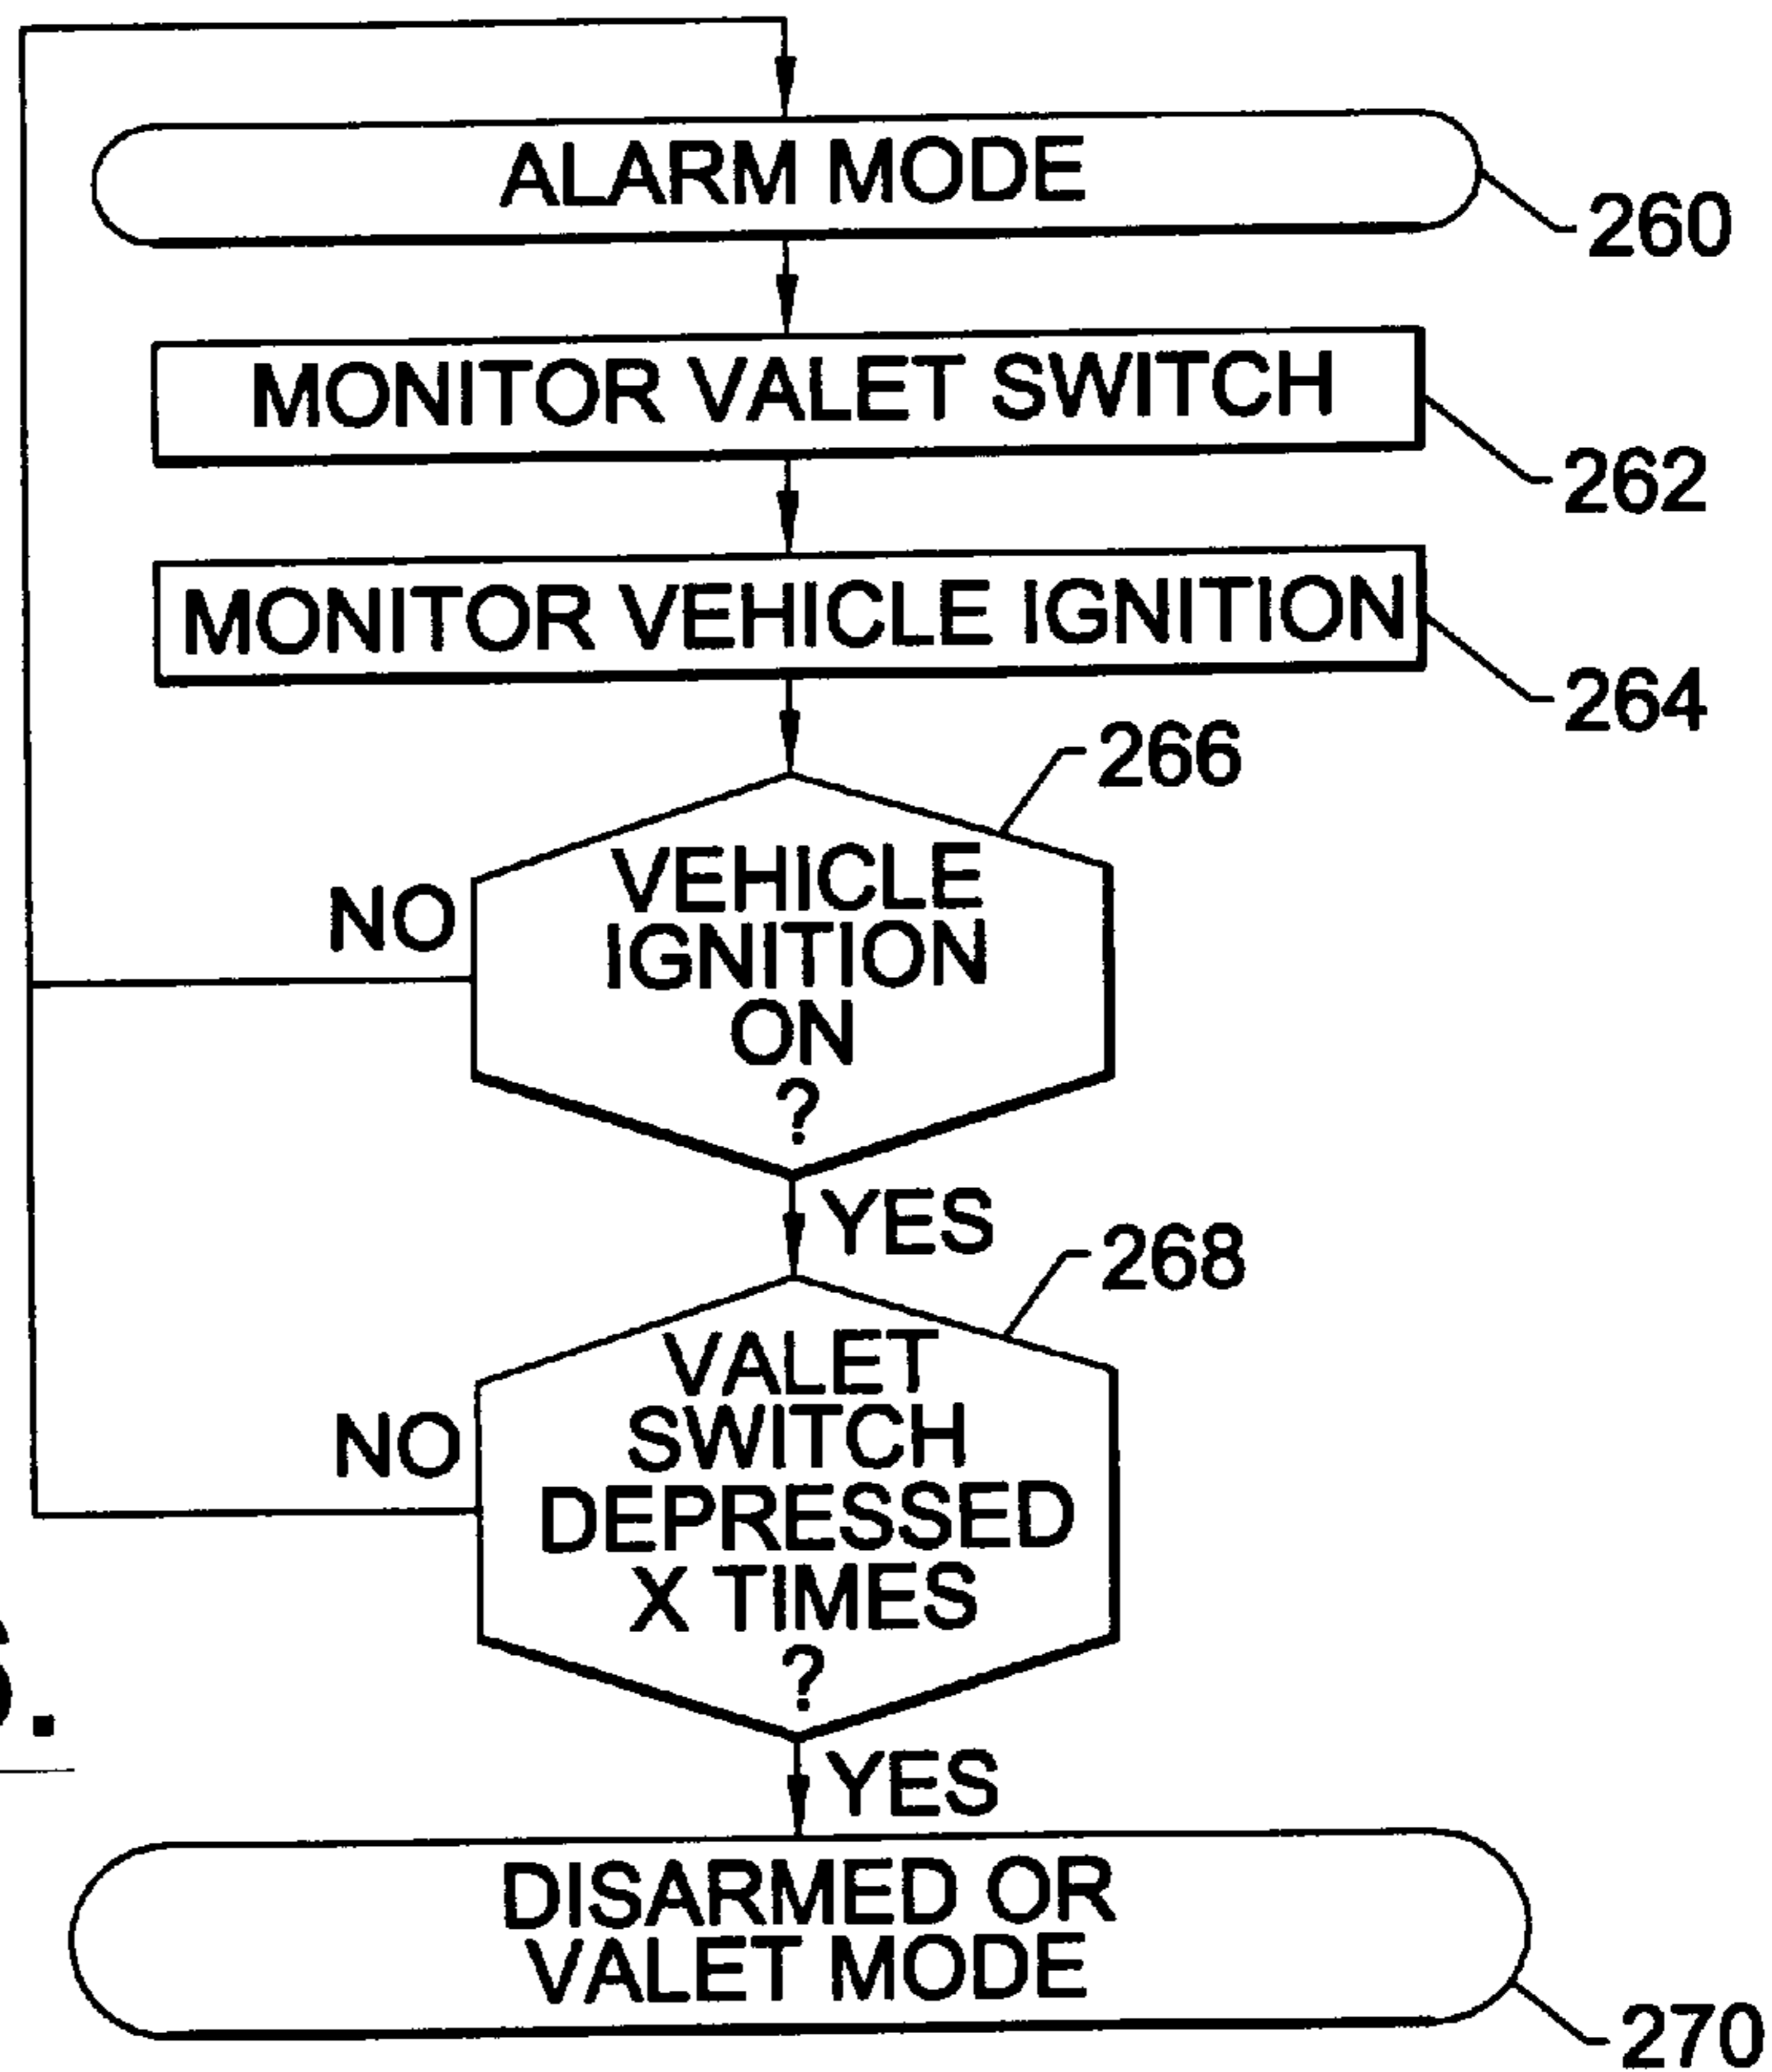 ALARM MODE
260
MONITOR VALET SWITCH
262
MONITOR VEHICLE IGNITION
264
266
VEHICLE
IGNITION
ON
?
NO
YES
268
VALET
SWITCH
DEPRESSED
X TIMES
?
NO
YES
DISARMED OR
VALET MODE
270